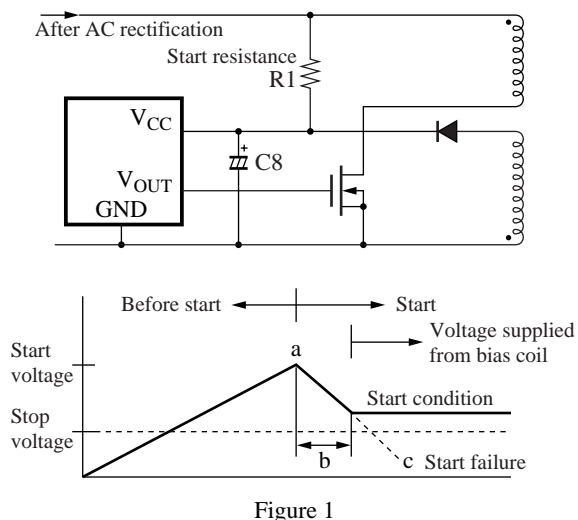 After AC rectification
Start resistance
R1
VCC
+
C8
VOUT
GND
Before start
Start
Voltage supplied
from bias coil
Start
voltage
a
Start condition
Stop
voltage
b
c
Start failure
Figure 1